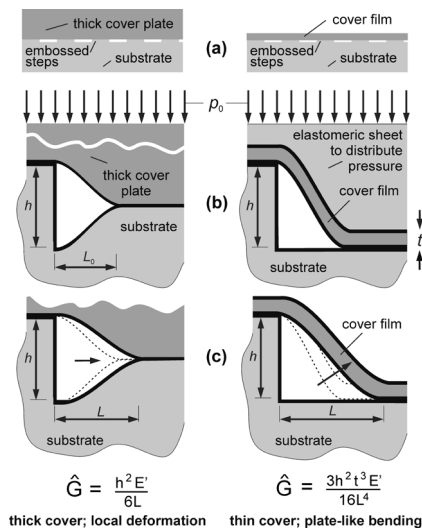 thick cover plate
cover film
embossed
steps
substrate
(a)
embossed
steps
substrate
p₀
thick cover
plate
h
substrate
L₀
(b)
elastomeric sheet
to distribute
pressure
cover film
h
t
substrate
(c)
h
L
substrate
cover film
h
L
substrate
Ĝ = h²E' / 6L
thick cover; local deformation
Ĝ = 3h²t³E' / 16L⁴
thin cover; plate-like bending